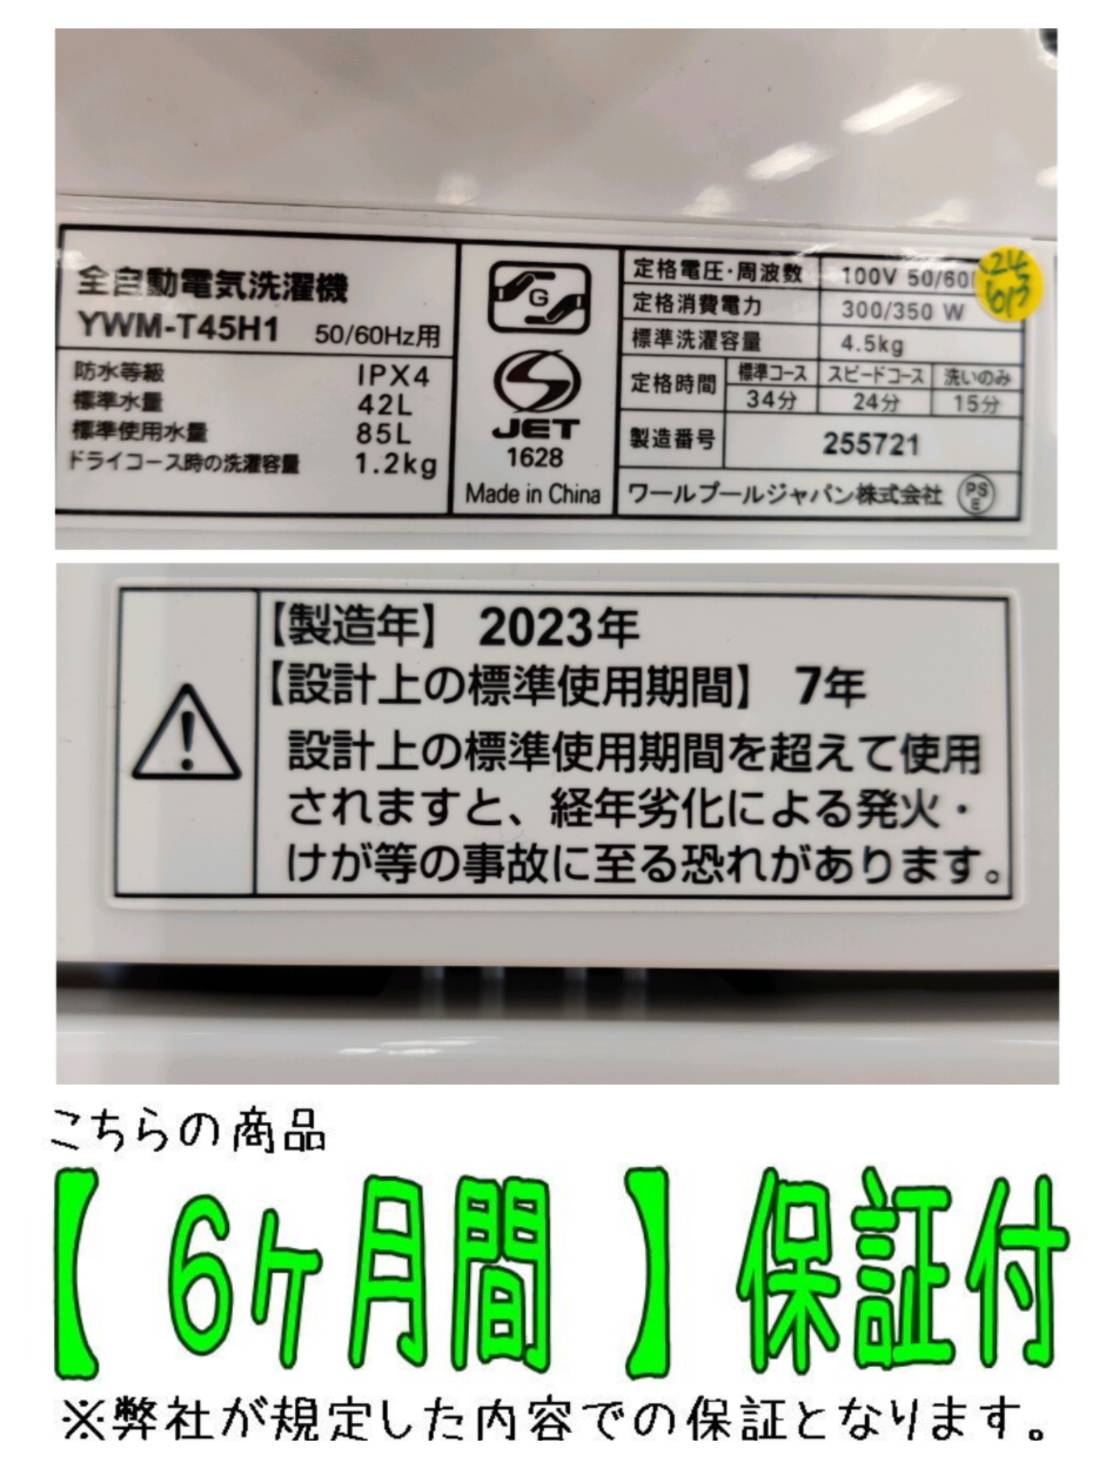 全自動電気洗濯機
YWM-T45H1 50/60Hz用
防水等級 IPX4
標準水量 42L
標準使用水量 85L
ドライコース時の洗濯容量 1.2kg
G
JET
1628
Made in China
定格電圧・周波数 100V 50/60
定格消費電力 300/350 W
標準洗濯容量 4.5kg
定格時間 標準コース スピードコース 洗いのみ
34分 24分 15分
製造番号 255721
ワールプールジャパン株式会社 PS E
【製造年】 2023年
【設計上の標準使用期間】 7年
設計上の標準使用期間を超えて使用
されますと、経年劣化による発火・
けが等の事故に至る恐れがあります。
こちらの商品
【 6ケ月間 】保証付
※弊社が規定した内容での保証となります。